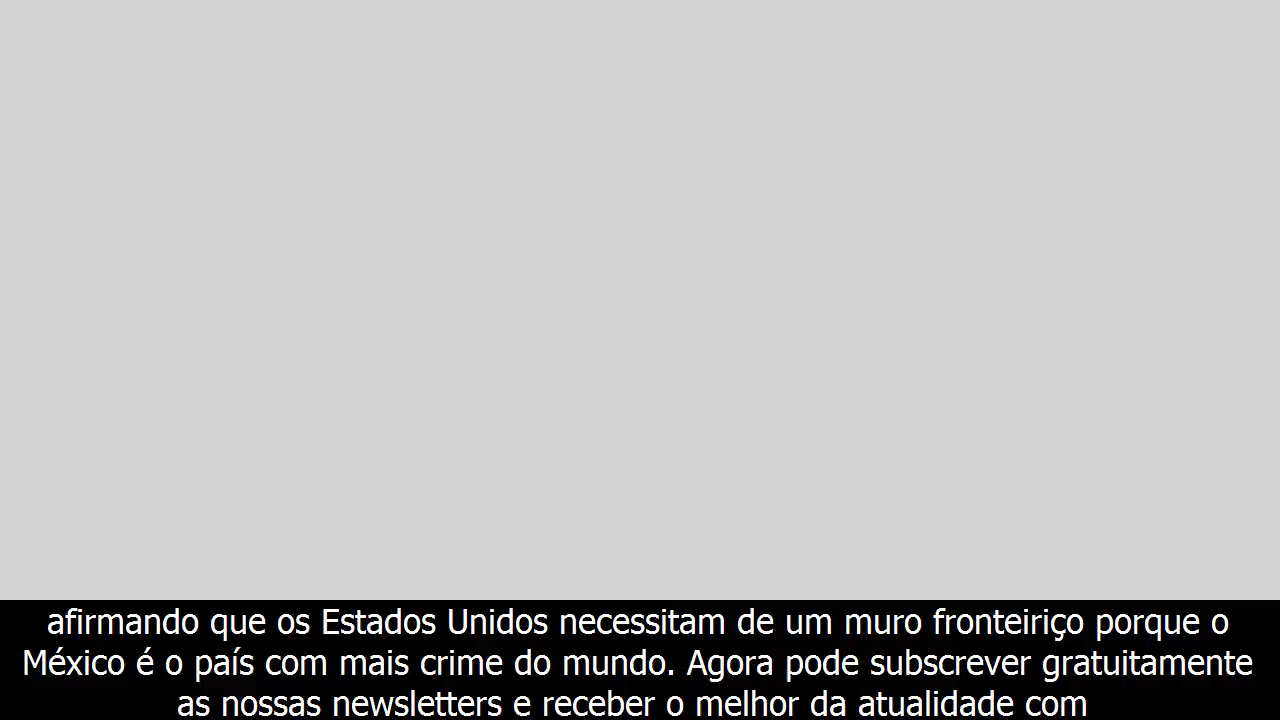 afirmando que os Estados Unidos necessitam de um muro fronteiriço porque o
México é o país com mais crime do mundo. Agora pode subscrever gratuitamente
as nossas newsletters e receber o melhor da atualidade com